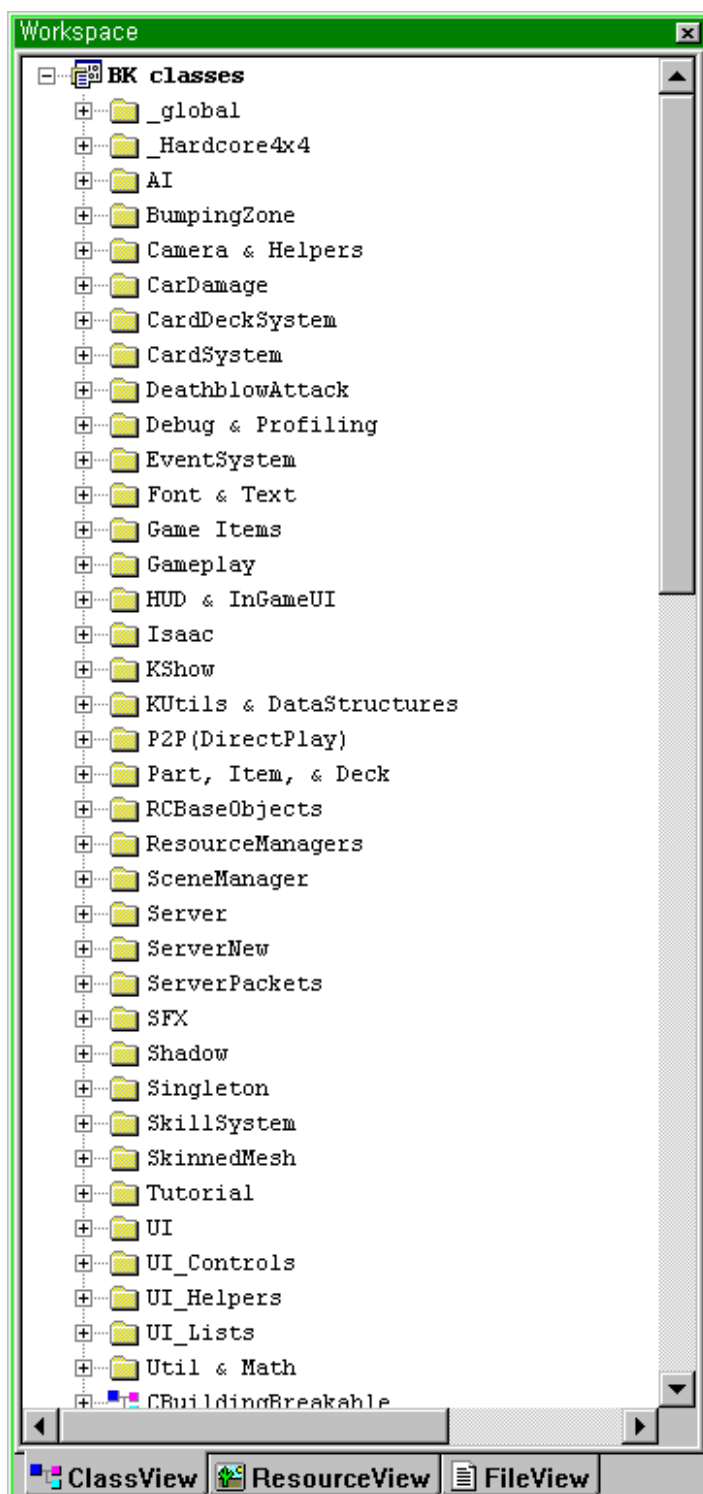 Workspace
BK classes
_global
_Hardcore4x4
AI
BumpingZone
Camera & Helpers
CarDamage
CardDeckSystem
CardSystem
DeathblowAttack
Debug & Profiling
EventSystem
Font & Text
Game Items
Gameplay
HUD & InGameUI
Isaac
KShow
KUtils & DataStructures
P2P(DirectPlay)
Part, Item, & Deck
RCBaseObjects
ResourceManagers
SceneManager
Server
ServerNew
ServerPackets
SFX
Shadow
Singleton
SkillSystem
SkinnedMesh
Tutorial
UI
UI_Controls
UI_Helpers
UI_Lists
Util & Math
CBuildingBreakable
ClassView ResourceView FileView